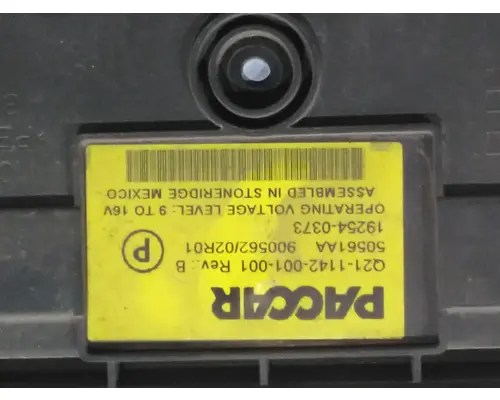 PACCAR
Q21-1142-001-001 Rev.: B
50561AA 900562/02R01
19254-0373
P
OPERATING VOLTAGE LEVEL: 9 TO 16V
ASSEMBLED IN STONERIDGE MEXICO